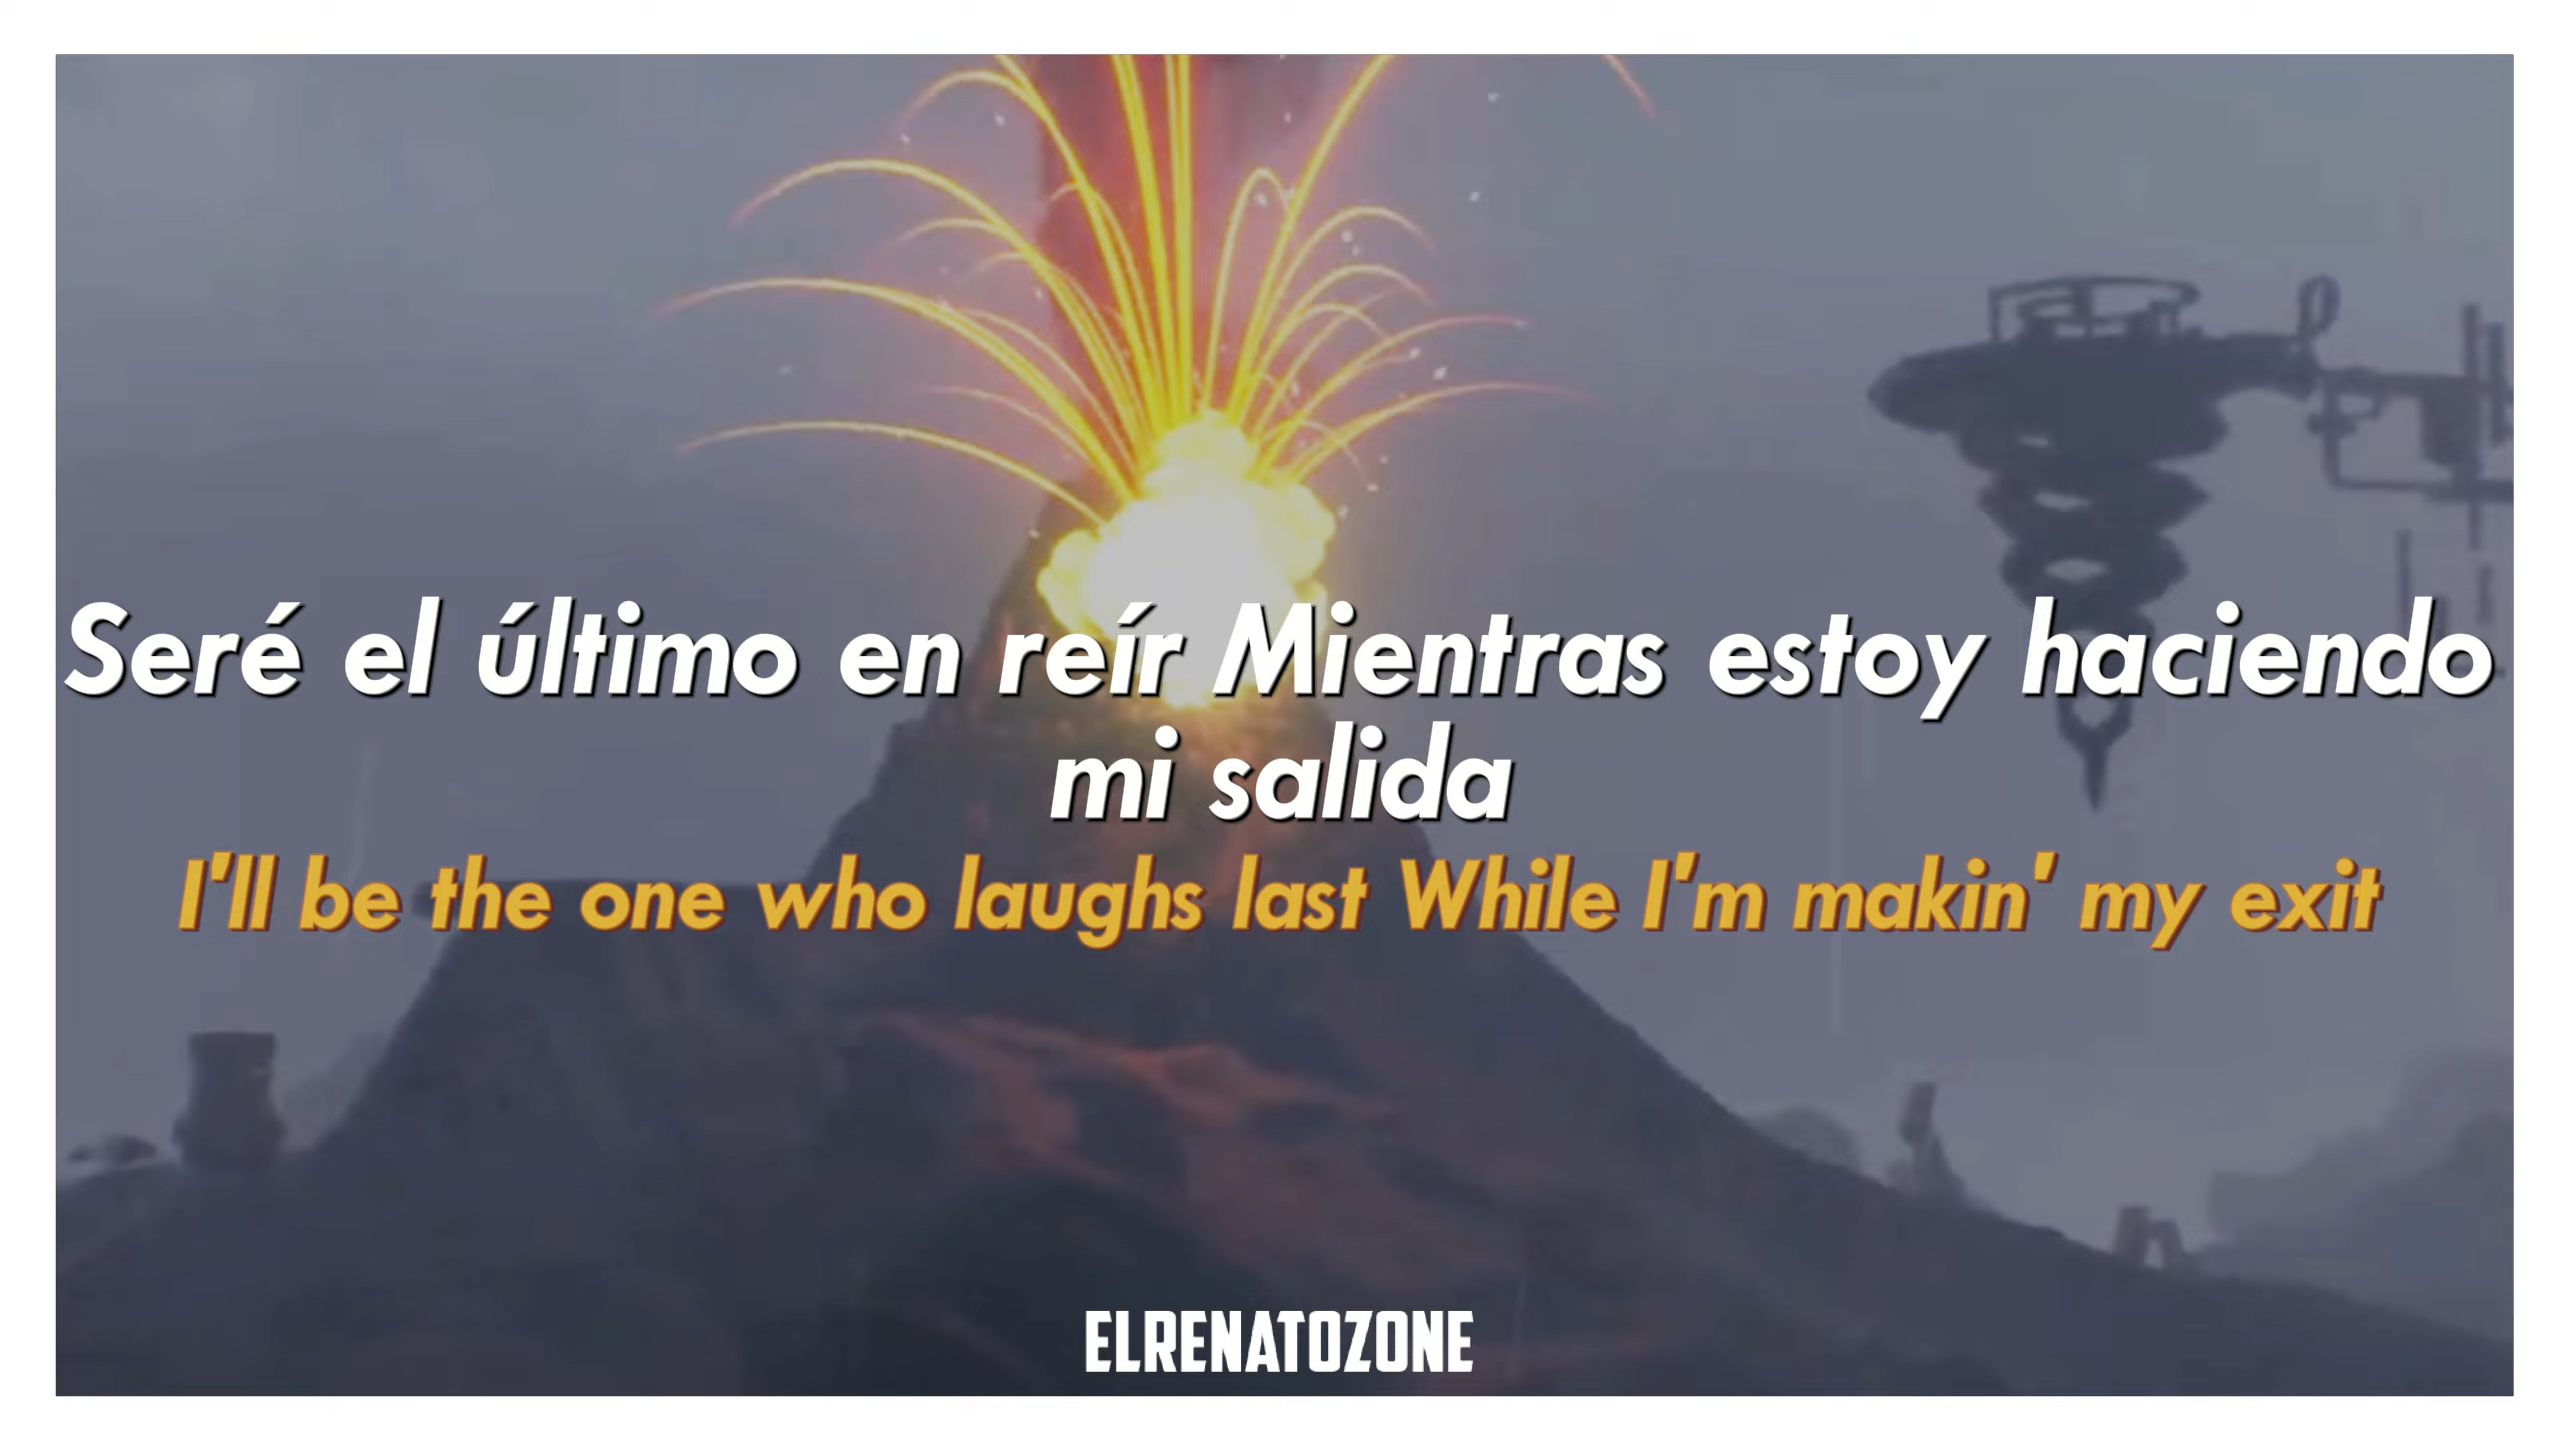 Seré el último en reír Mientras estoy haciendo
mi salida
I'll be the one who laughs last While I'm makin' my exit
ELRENATOZONE